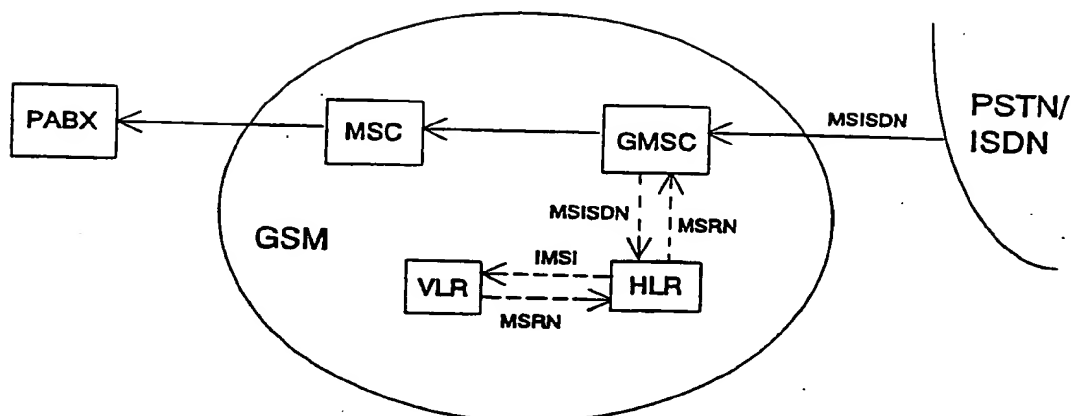 PSTN/
ISDN
MSISDN
PABX
MSC
GMSC
MSISDN
MSRN
GSM
IMSI
VLR
HLR
MSRN